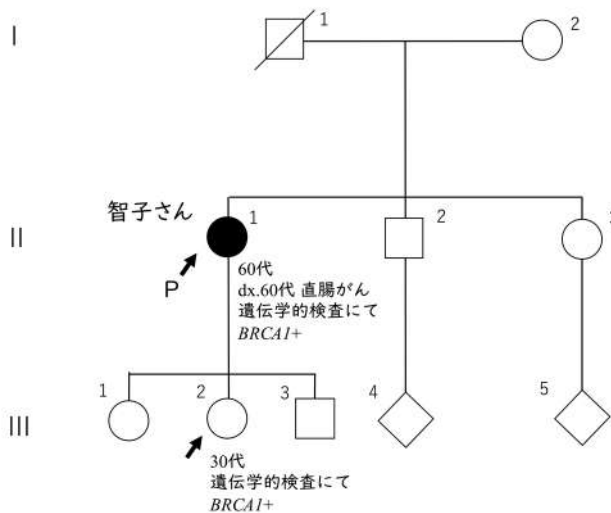 I
1
2
智子さん
II
1
2
P
60代
dx.60代 直腸がん
遺伝学的検査にて
BRCA1+
III
1
2
3
4
5
30代
遺伝学的検査にて
BRCA1+